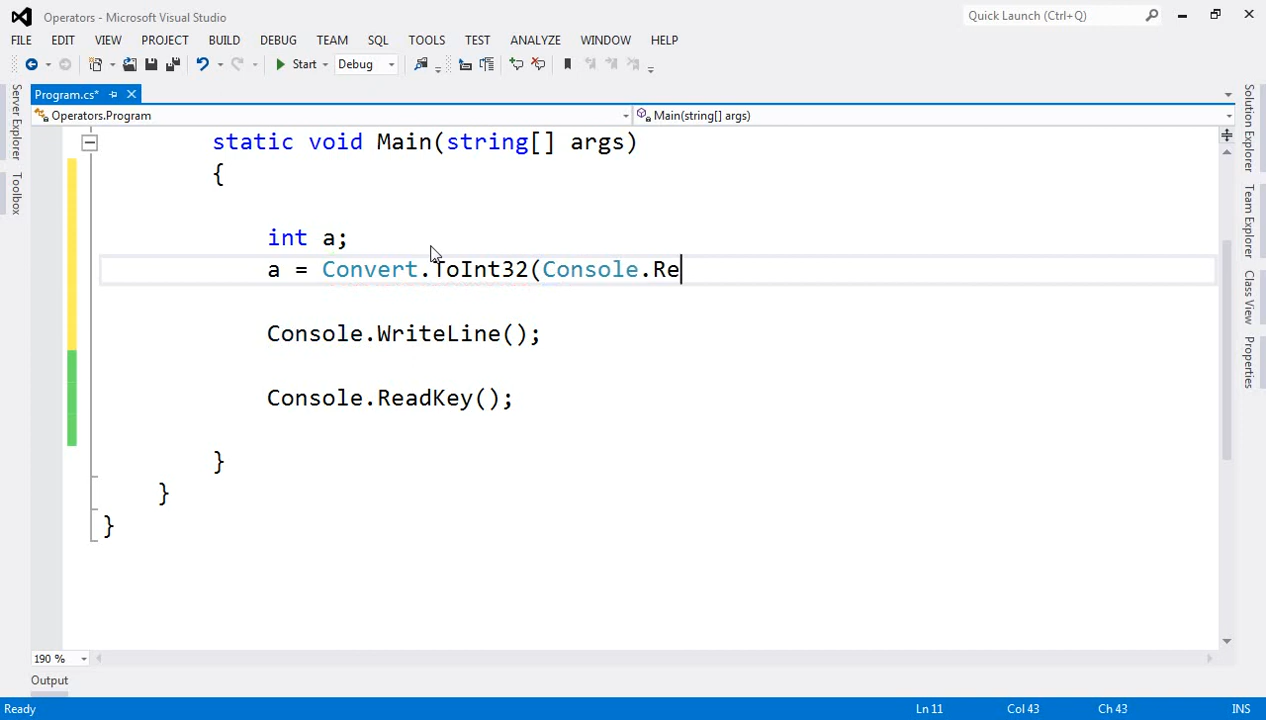 Operators - Microsoft Visual Studio
Quick Launch (Ctrl+Q)
FILE EDIT VIEW PROJECT BUILD DEBUG TEAM SQL TOOLS TEST ANALYZE WINDOW HELP
Start Debug
Program.cs*
Operators.Program Main(string[] args)
static void Main(string[] args)
{
int a;
a = Convert.ToInt32(Console.Re
Console.WriteLine();
Console.ReadKey();
}
}
}
190 %
Output
Ready Ln 11 Col 43 Ch 43 INS
Server Explorer
Toolbox
Solution Explorer
Team Explorer
Class View
Properties